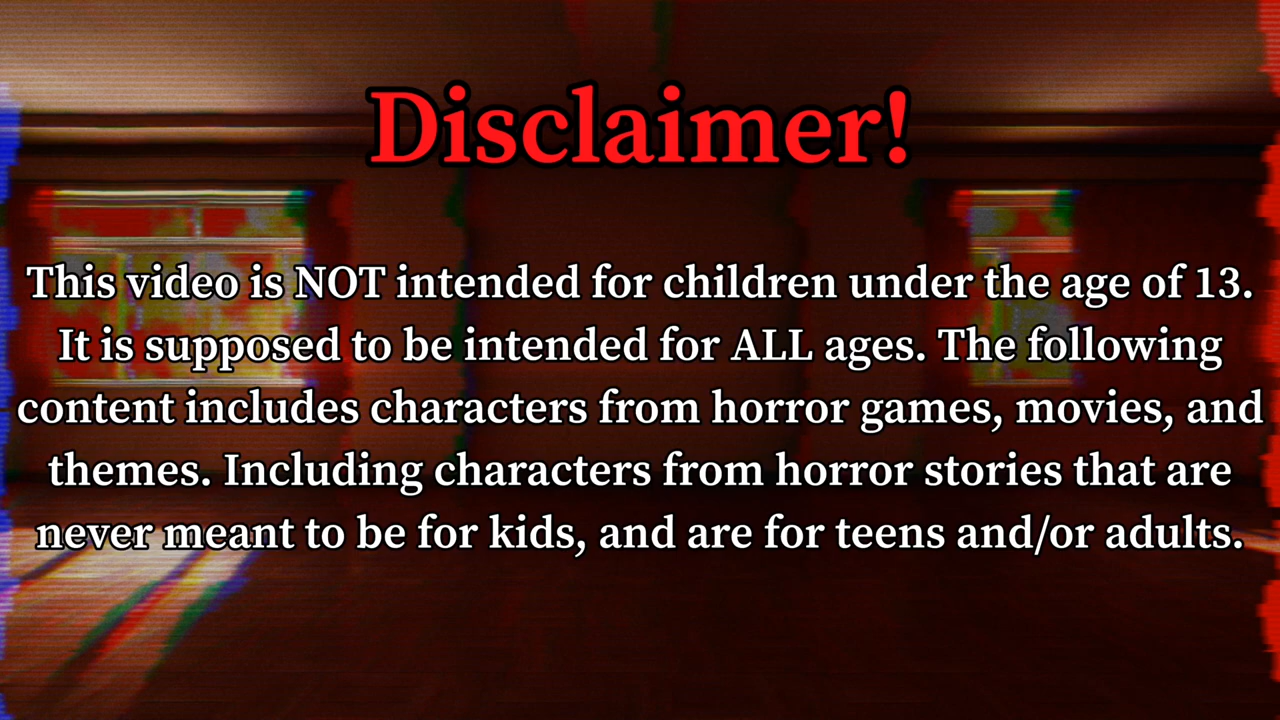 Disclaimer!
This video is NOT intended for children under the age of 13.
It is supposed to be intended for ALL ages. The following
content includes characters from horror games, movies, and
themes. Including characters from horror stories that are
never meant to be for kids, and are for teens and/or adults.